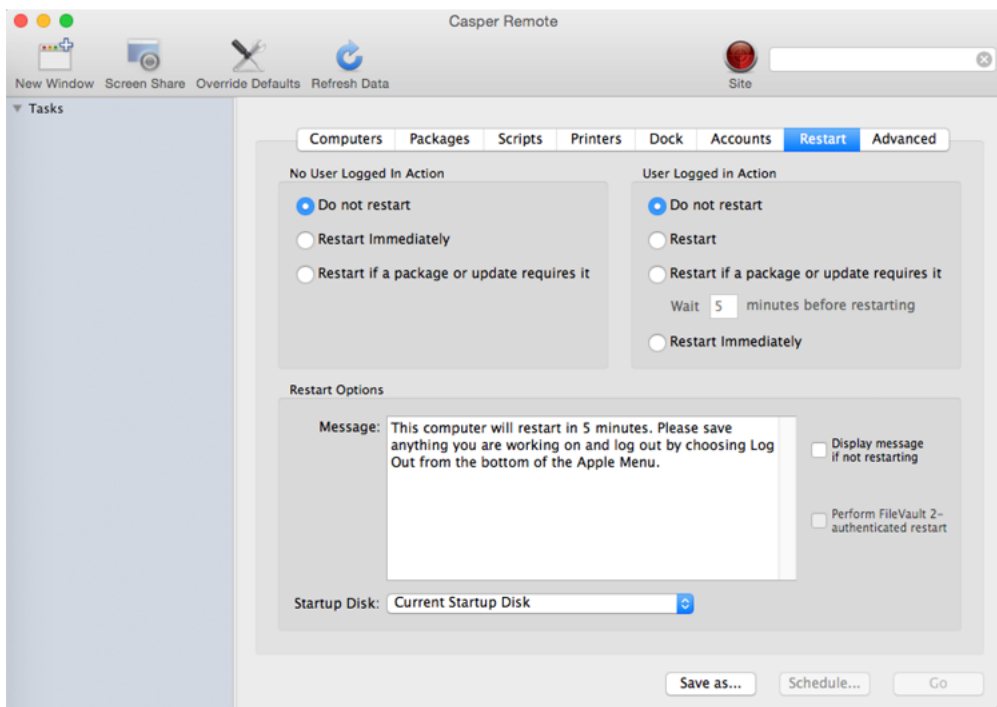 Casper Remote
New Window
Screen Share
Override Defaults
Refresh Data
Site
Tasks
Computers
Packages
Scripts
Printers
Dock
Accounts
Restart
Advanced
No User Logged In Action
Do not restart
Restart Immediately
Restart if a package or update requires it
User Logged in Action
Do not restart
Restart
Restart if a package or update requires it
Wait 5 minutes before restarting
Restart Immediately
Restart Options
Message:
This computer will restart in 5 minutes. Please save
anything you are working on and log out by choosing Log
Out from the bottom of the Apple Menu.
Display message
if not restarting
Perform FileVault 2-
authenticated restart
Startup Disk: Current Startup Disk
Save as...
Schedule...
Go